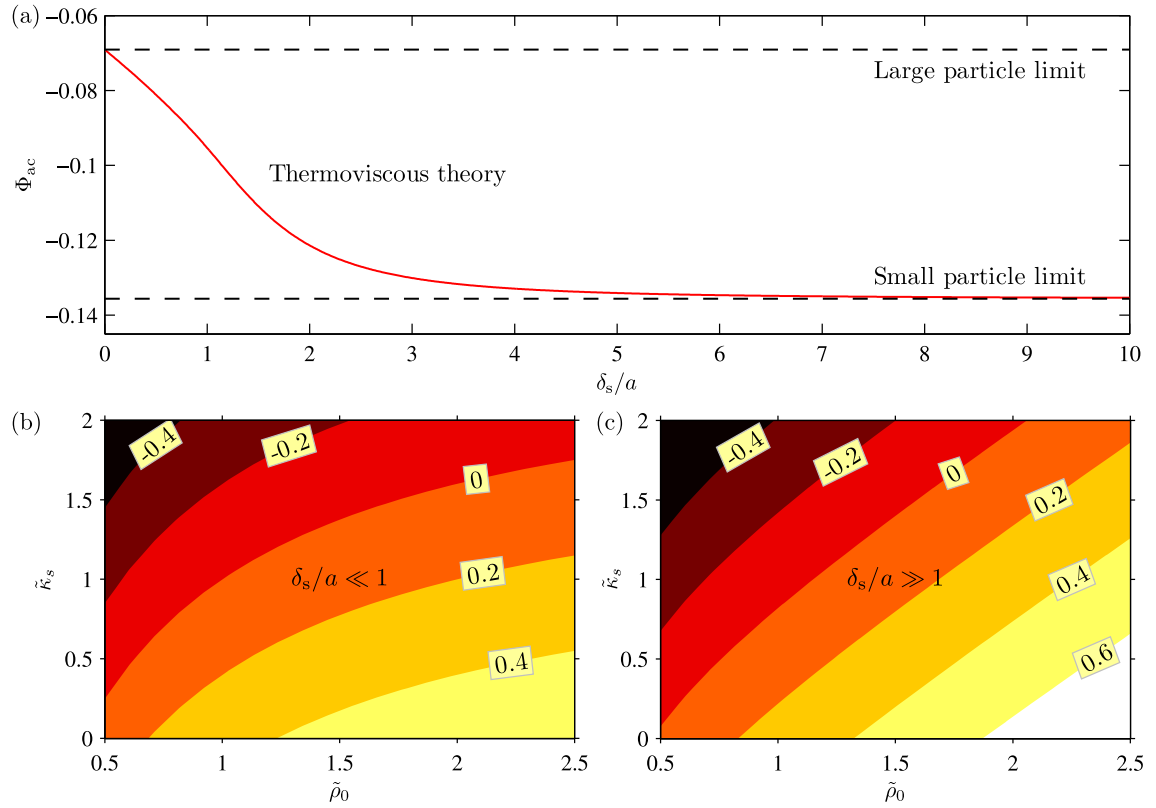 (a)
−0.06
−0.08
−0.1
−0.12
−0.14
Φac
Large particle limit
Thermoviscous theory
Small particle limit
0 1 2 3 4 5 6 7 8 9 10
δs/a
(b)
2
1.5
1
0.5
0
κ̃s
-0.4
-0.2
0
0.2
0.4
δs/a ≪ 1
0.5 1 1.5 2 2.5
ρ̃0
(c)
2
1.5
1
0.5
0
κ̃s
-0.4
-0.2
0
0.2
0.4
0.6
δs/a ≫ 1
0.5 1 1.5 2 2.5
ρ̃0